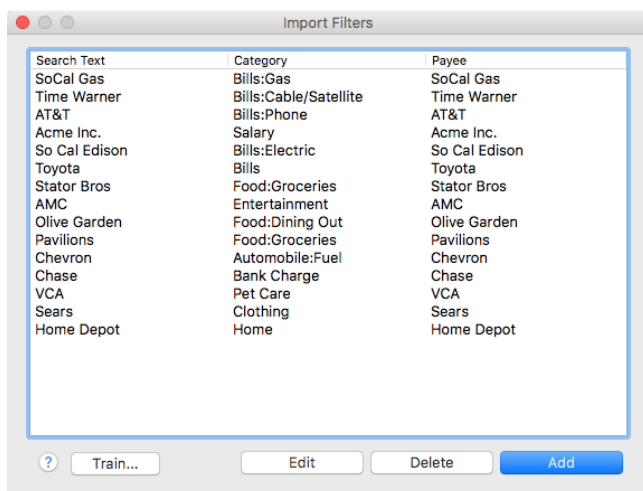 Import Filters
Search Text Category Payee
SoCal Gas Bills:Gas SoCal Gas
Time Warner Bills:Cable/Satellite Time Warner
AT&T Bills:Phone AT&T
Acme Inc. Salary Acme Inc.
So Cal Edison Bills:Electric So Cal Edison
Toyota Bills Toyota
Stator Bros Food:Groceries Stator Bros
AMC Entertainment AMC
Olive Garden Food:Dining Out Olive Garden
Pavilions Food:Groceries Pavilions
Chevron Automobile:Fuel Chevron
Chase Bank Charge Chase
VCA Pet Care VCA
Sears Clothing Sears
Home Depot Home Home Depot
? Train... Edit Delete Add